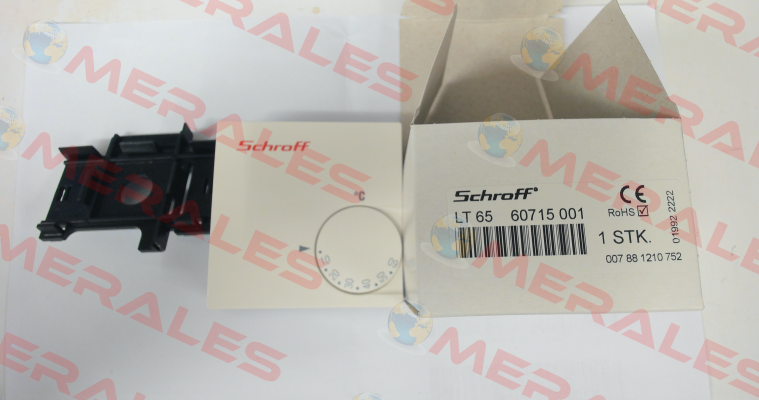 Schroff
°C
Schroff
LT 65 60715 001
CE
RoHS
1 STK.
007 88 1210 752
01992 2222
MERALES
MERALES
MERALES
MERALES
MERALES
MERALES